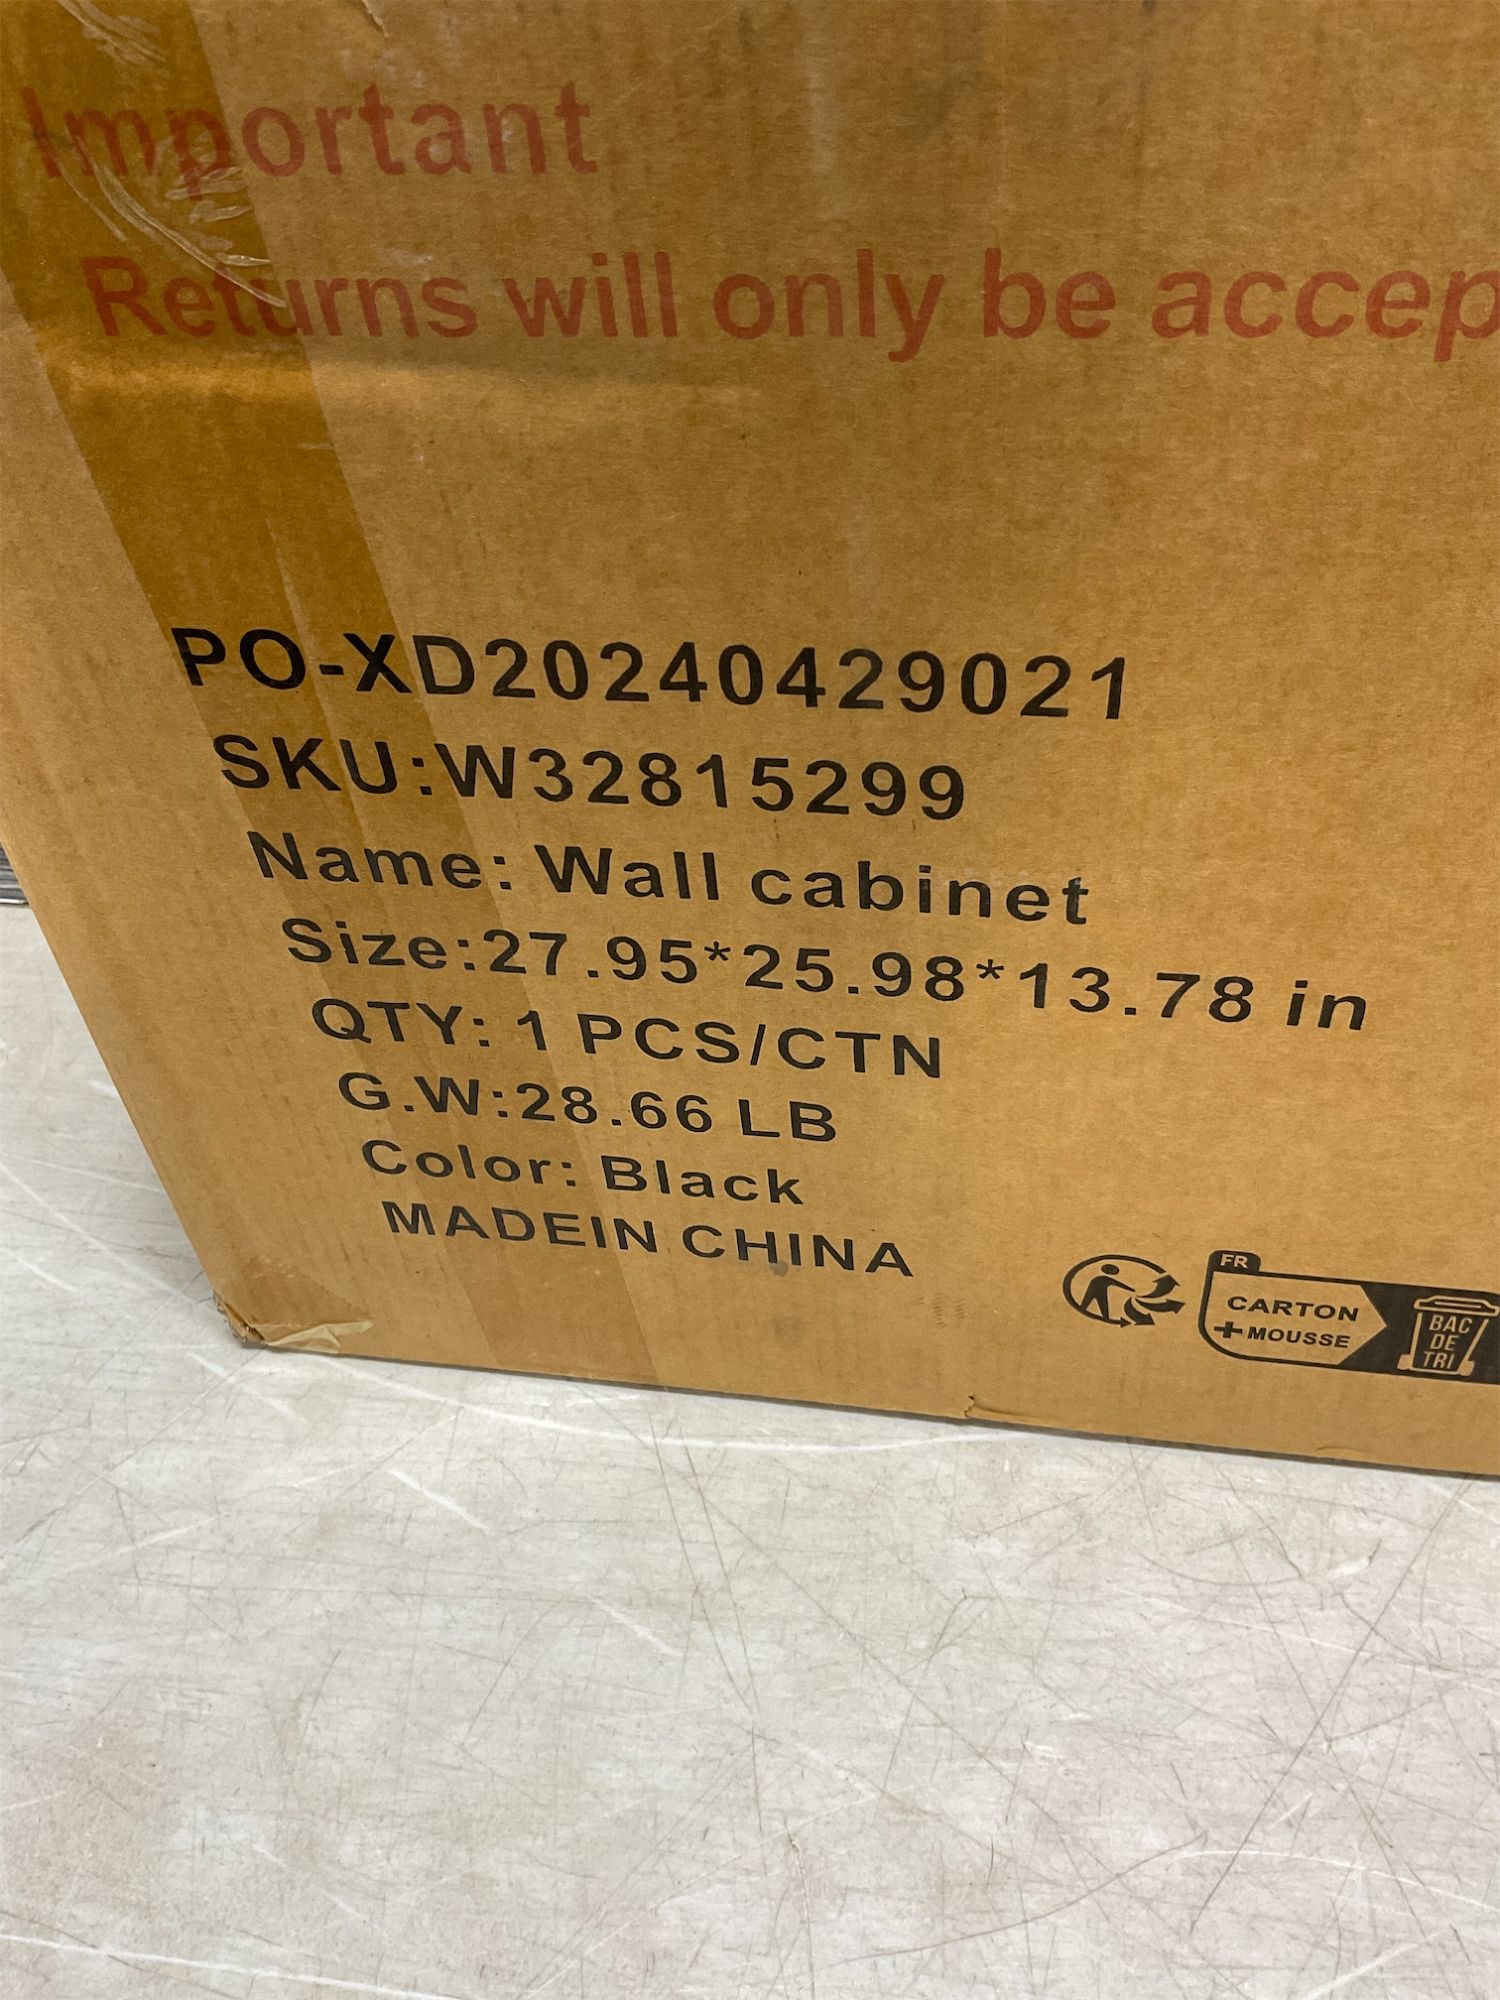 Important
Returns will only be accep
PO-XD20240429021
SKU:W32815299
Name: Wall cabinet
Size:27.95*25.98*13.78 in
QTY: 1 PCS/CTN
G.W:28.66 LB
Color: Black
MADEIN CHINA
FR
CARTON
+MOUSSE
BAC
DE
TRI